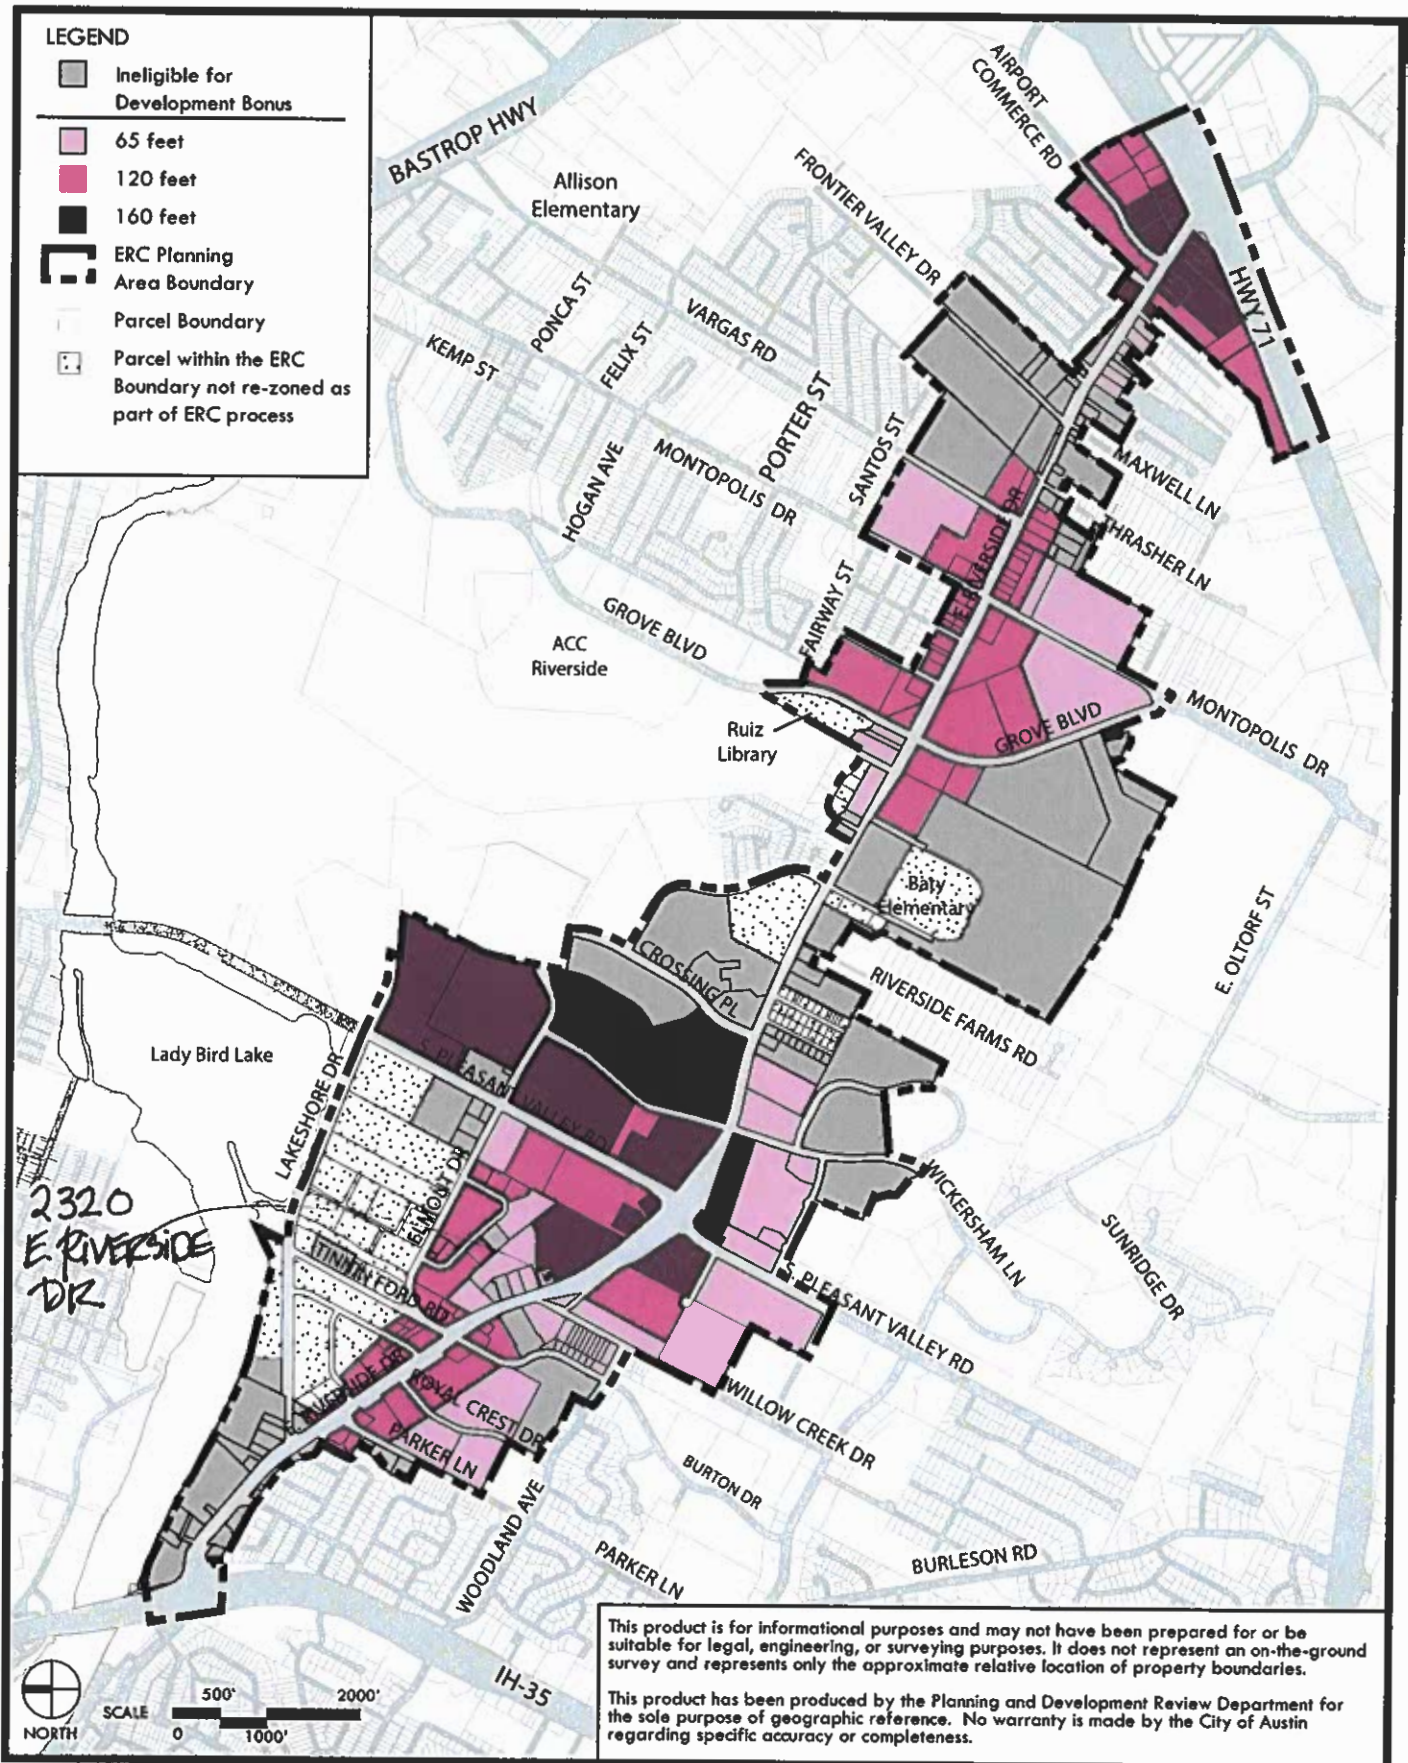 LEGEND
Ineligible for
Development Bonus
65 feet
120 feet
160 feet
ERC Planning
Area Boundary
Parcel Boundary
Parcel within the ERC
Boundary not re-zoned as
part of ERC process
BASTROP HWY
AIRPORT
COMMERCE RD
Allison
Elementary
FRONTIER VALLEY DR
HWY 71
PONCA ST
VARGAS RD
KEMP ST
FELIX ST
PORTER ST
SANTOS ST
HOGAN AVE
MONTOPOLIS DR
MAXWELL LN
THRASHER LN
E. RIVERSIDE DR
FAIRWAY ST
GROVE BLVD
ACC
Riverside
Ruiz
Library
GROVE BLVD
MONTOPOLIS DR
Baty
Elementary
E. OLTORF ST
CROSSING PL
RIVERSIDE FARMS RD
Lady Bird Lake
LAKESHORE DR
S. PLEASANT VALLEY RD
ELMONT DR
WICKERSHAM LN
SUNRIDGE DR
2320
E. RIVERSIDE
DR.
TINNIN FORD RD
S. PLEASANT VALLEY RD
RIVERSIDE DR
ROYAL CREST DR
WILLOW CREEK DR
PARKER LN
BURTON DR
WOODLAND AVE
PARKER LN
BURLESON RD
IH-35
NORTH
SCALE
500'
2000'
0
1000'
This product is for informational purposes and may not have been prepared for or be
suitable for legal, engineering, or surveying purposes. It does not represent an on-the-ground
survey and represents only the approximate relative location of property boundaries.
This product has been produced by the Planning and Development Review Department for
the sole purpose of geographic reference. No warranty is made by the City of Austin
regarding specific accuracy or completeness.